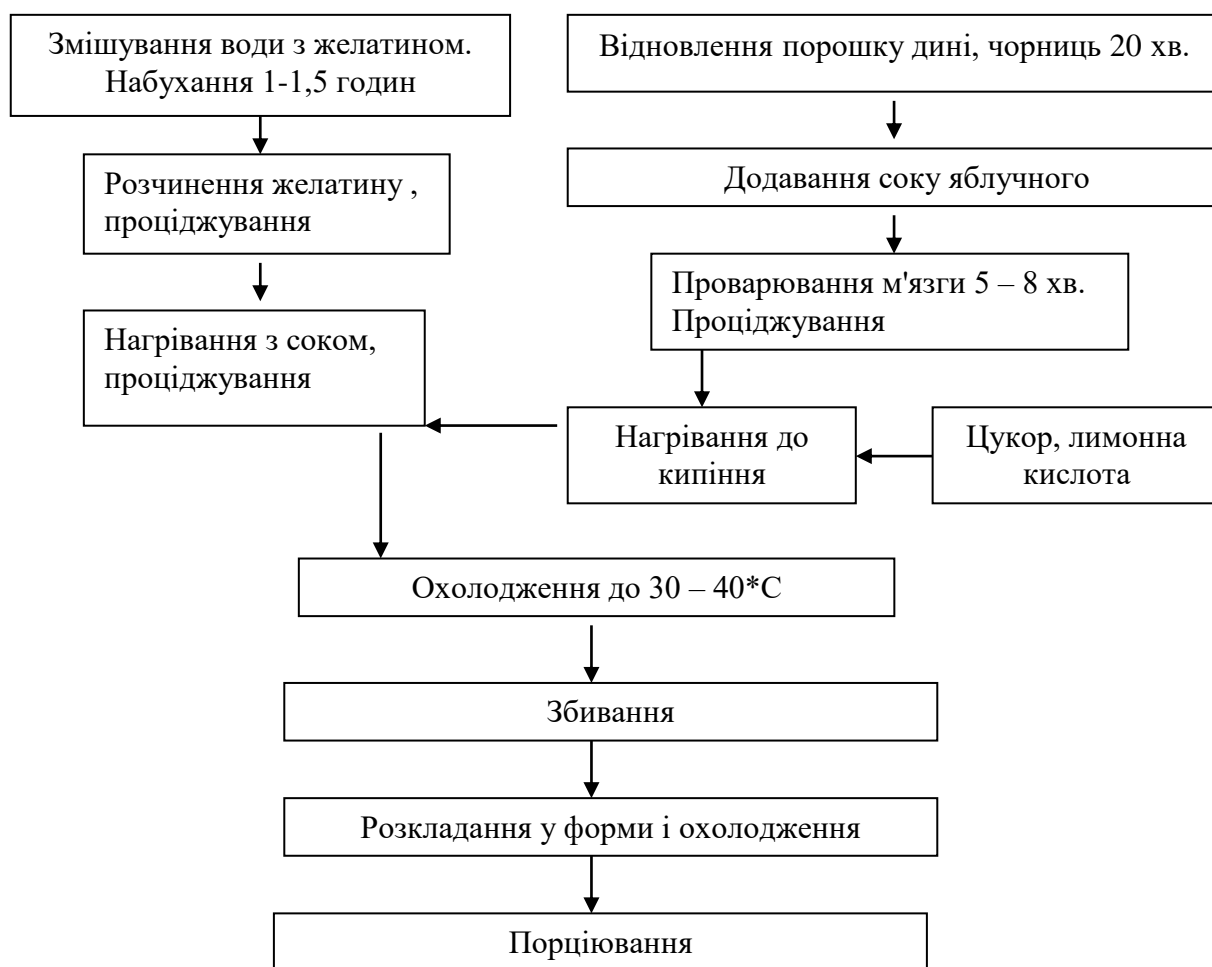 Змішування води з желатином.
Набухання 1-1,5 годин
Відновлення порошку дині, чорниць 20 хв.
Розчинення желатину ,
проціджування
Додавання соку яблучного
Проварювання м'язги 5 – 8 хв.
Проціджування
Нагрівання з соком,
проціджування
Нагрівання до
кипіння
Цукор, лимонна
кислота
Охолодження до 30 – 40*С
Збивання
Розкладання у форми і охолодження
Порціювання